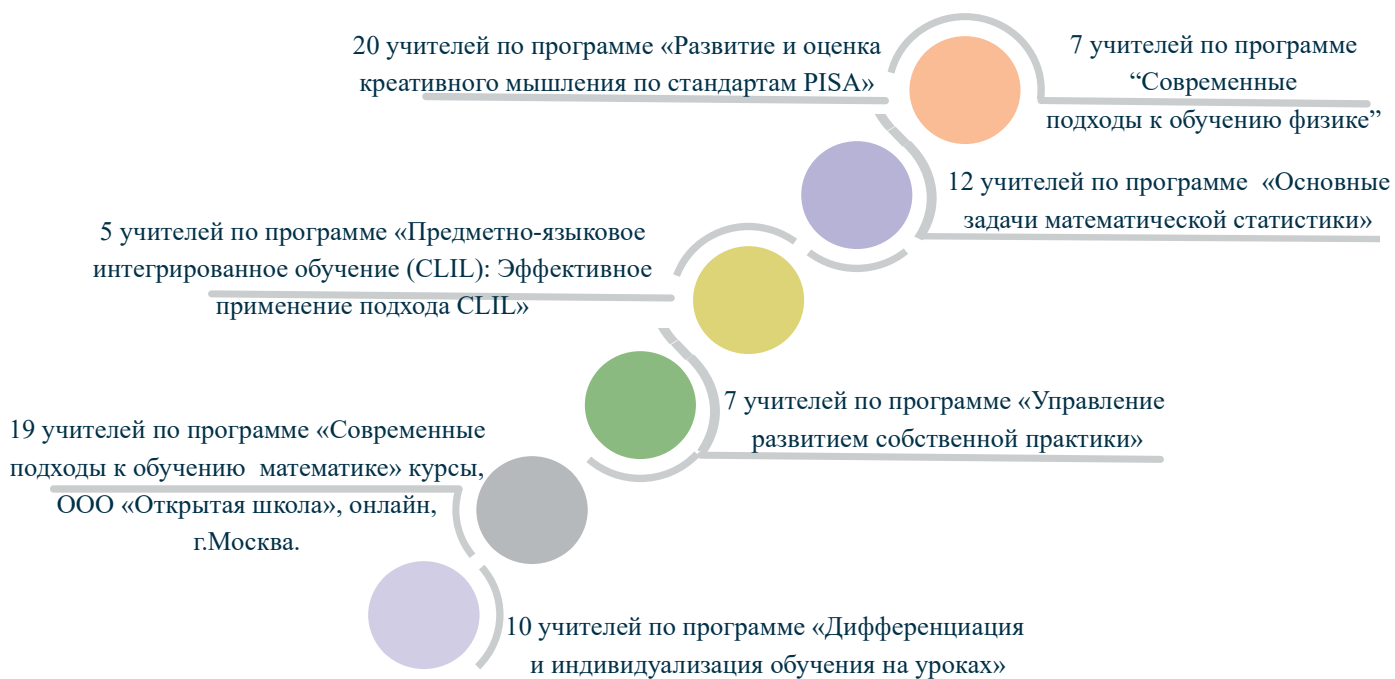 20 учителей по программе «Развитие и оценка
креативного мышления по стандартам PISA»
7 учителей по программе
“Современные
подходы к обучению физике”
12 учителей по программе «Основные
задачи математической статистики»
5 учителей по программе «Предметно-языковое
интегрированное обучение (CLIL): Эффективное
применение подхода CLIL»
7 учителей по программе «Управление
развитием собственной практики»
19 учителей по программе «Современные
подходы к обучению математике» курсы,
ООО «Открытая школа», онлайн,
г.Москва.
10 учителей по программе «Дифференциация
и индивидуализация обучения на уроках»